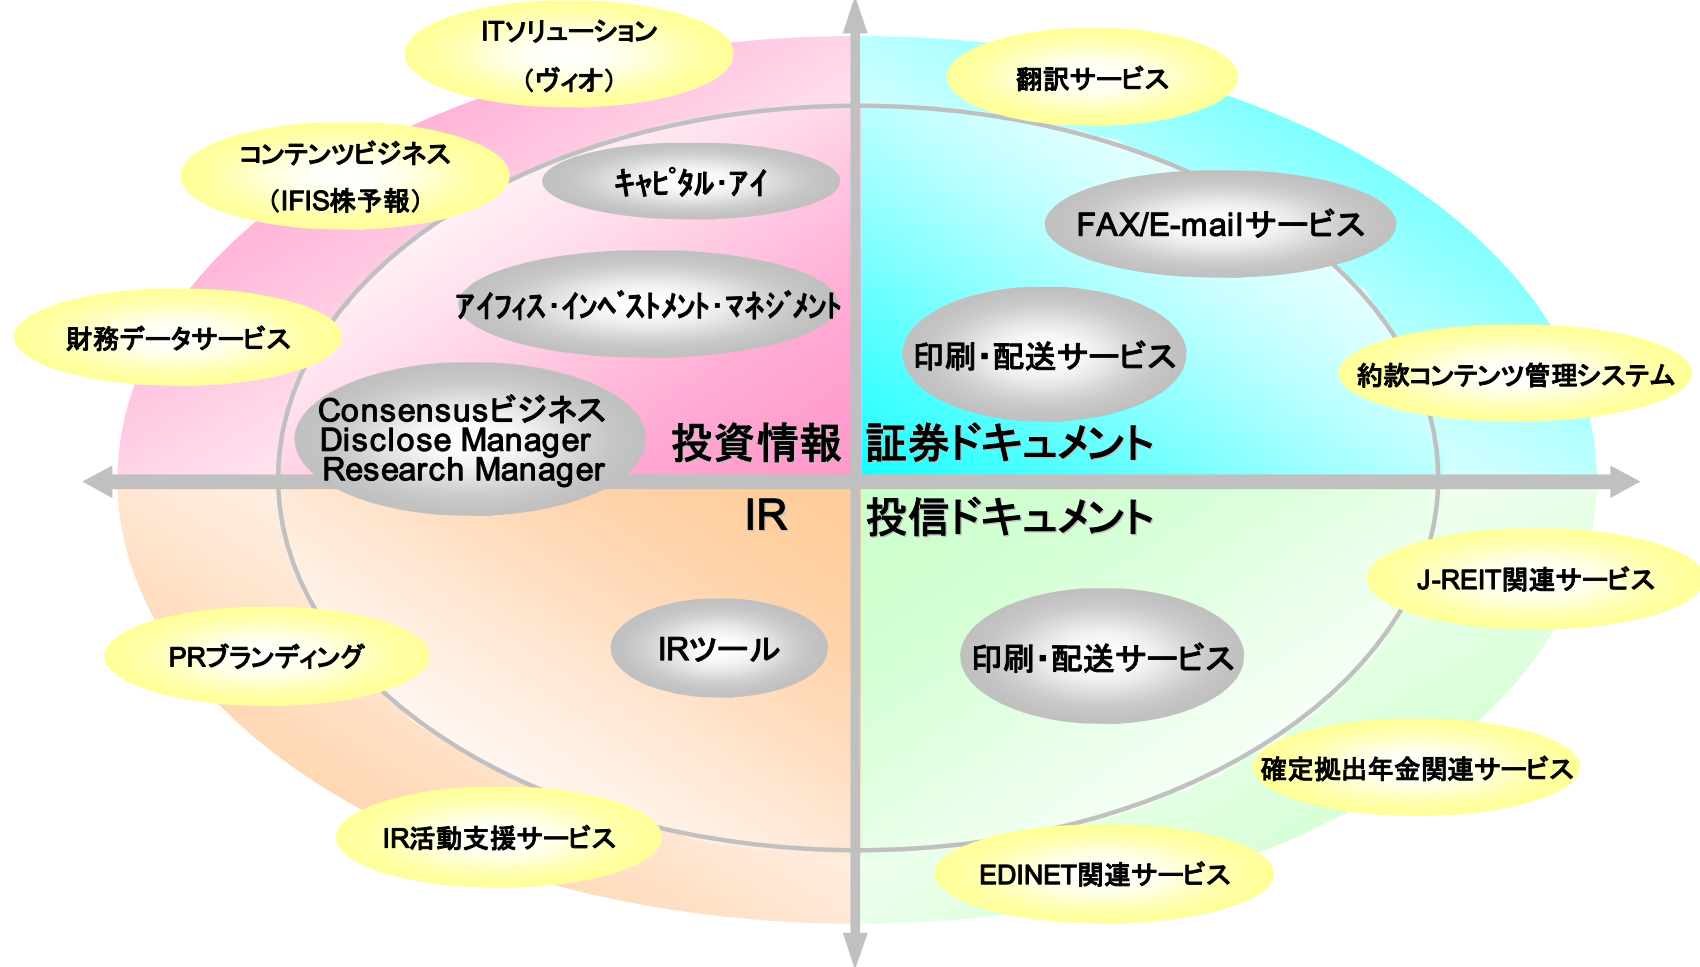 ITソリューション
（ヴィオ）
翻訳サービス
コンテンツビジネス
（IFIS株予報）
ｷｬﾋﾟﾀﾙ･アイ
FAX/E-mailサービス
アイフィス・インベストメント・マネジメント
財務データサービス
印刷・配送サービス
約款コンテンツ管理システム
Consensusビジネス
Disclose Manager
Research Manager
投資情報
証券ドキュメント
IR
投信ドキュメント
J-REIT関連サービス
PRブランディング
IRツール
印刷・配送サービス
確定拠出年金関連サービス
IR活動支援サービス
EDINET関連サービス